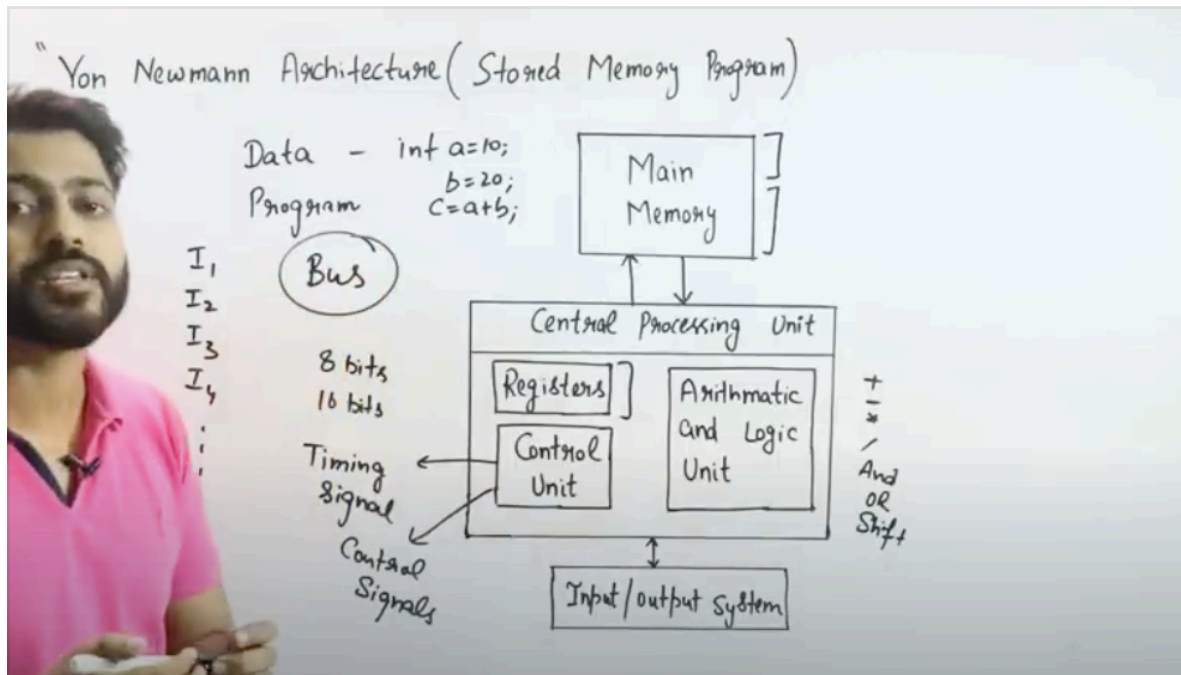 "Von Newmann Architecture ( Stored Memory Program)
Data - int a=10;
b=20;
Program c=a+b;
Main
Memory
Bus
I1
I2
I3
I4
8 bits
16 bits
Central Processing Unit
Registers
Control
Unit
Arithmatic
and Logic
Unit
+
-
*
/
And
OR
Shift
Timing
Signal
Control
Signals
Input/output System